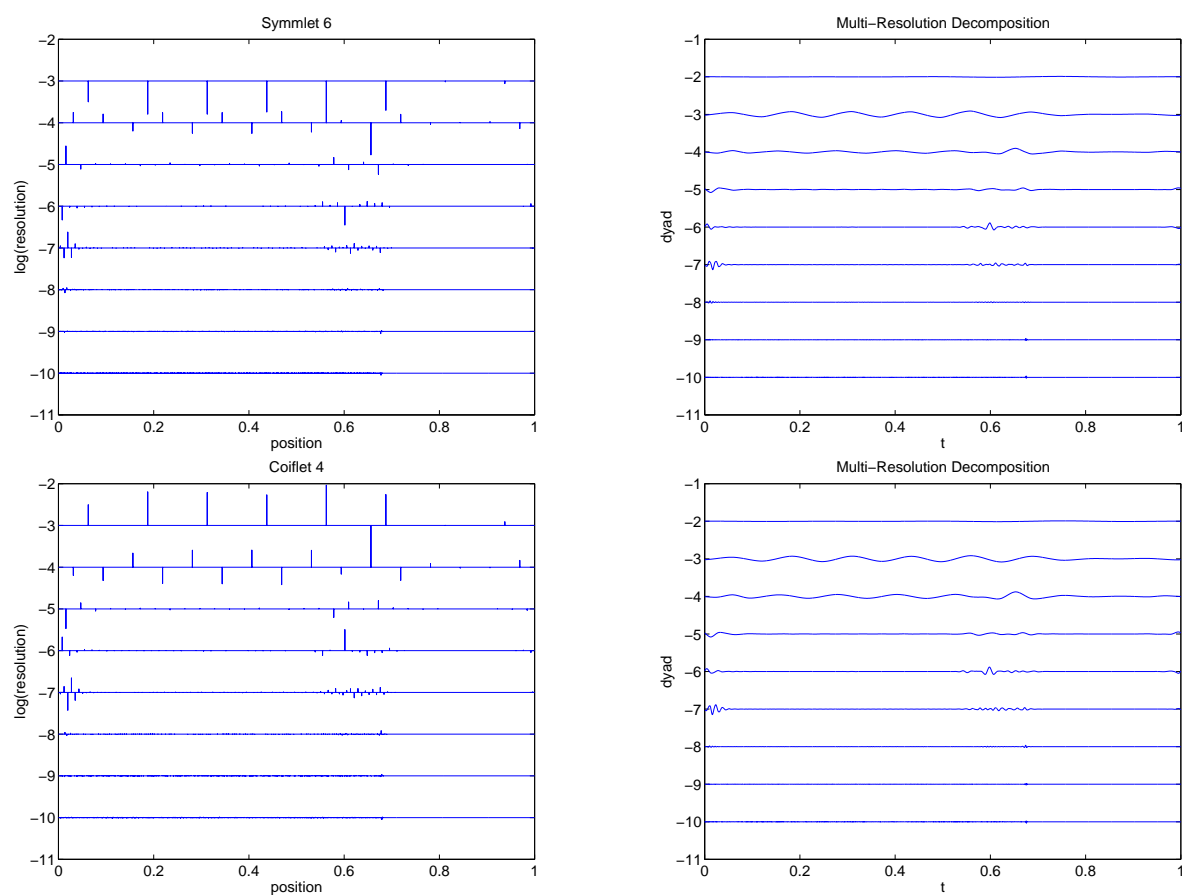 Symmlet 6
−2
−3
−4
−5
−6
−7
−8
−9
−10
−11
log(resolution)
0 0.2 0.4 0.6 0.8 1
position
Multi−Resolution Decomposition
−1
−2
−3
−4
−5
−6
−7
−8
−9
−10
−11
dyad
0 0.2 0.4 0.6 0.8 1
t
Coiflet 4
−2
−3
−4
−5
−6
−7
−8
−9
−10
−11
log(resolution)
0 0.2 0.4 0.6 0.8 1
position
Multi−Resolution Decomposition
−1
−2
−3
−4
−5
−6
−7
−8
−9
−10
−11
dyad
0 0.2 0.4 0.6 0.8 1
t